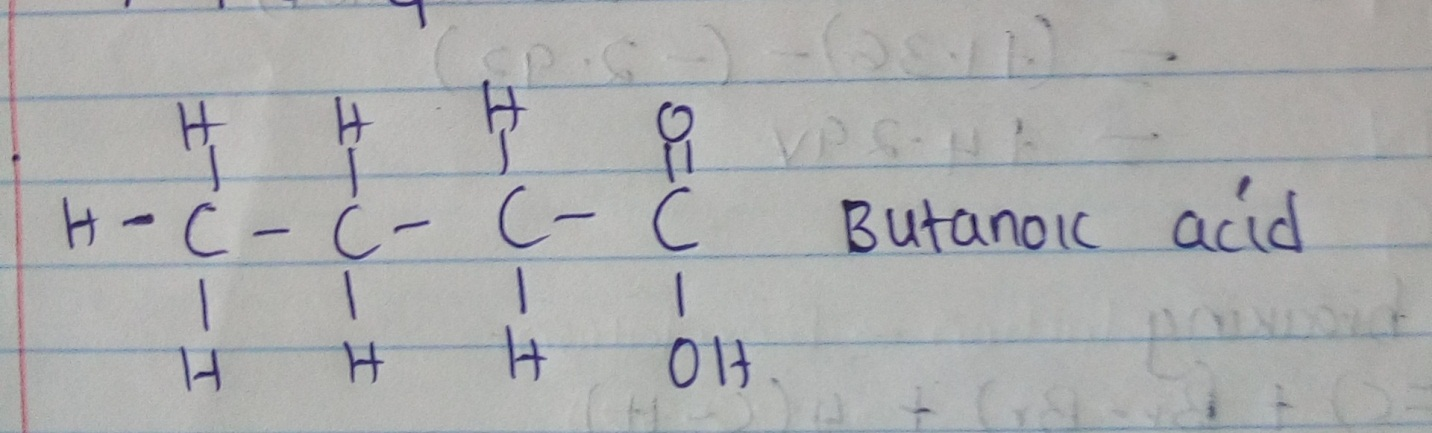 H H H O
H - C - C - C - C Butanoic acid
H H H OH